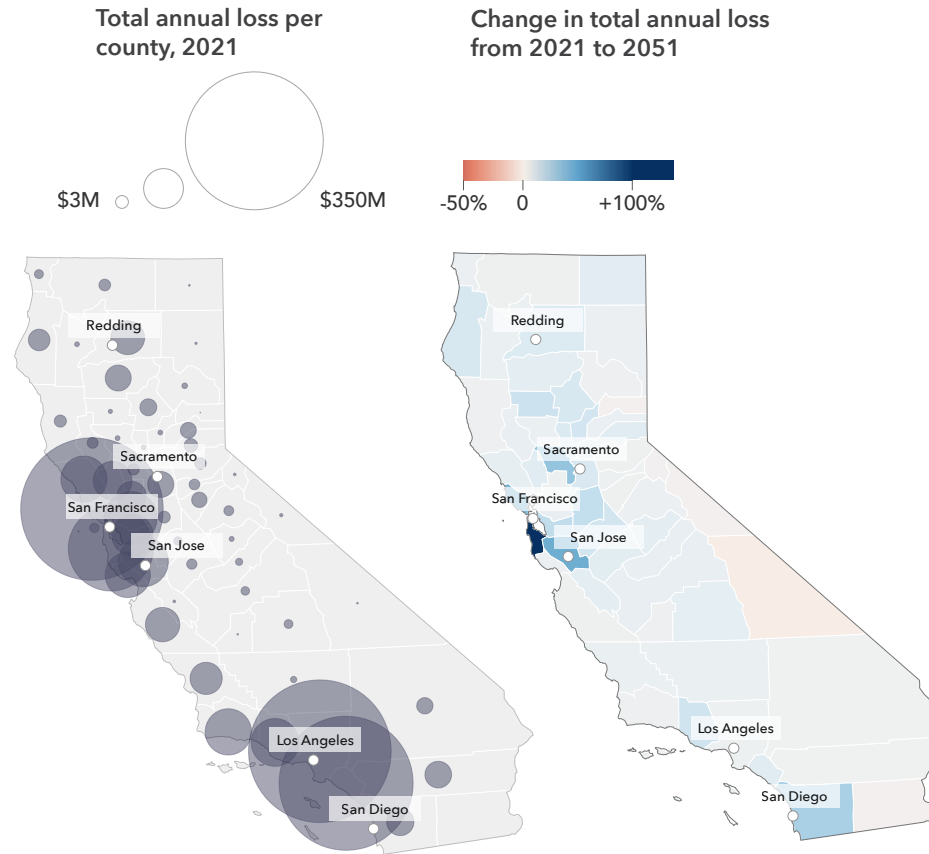 Total annual loss per
county, 2021
$3M
$350M
Redding
Sacramento
San Francisco
San Jose
Los Angeles
San Diego
Change in total annual loss
from 2021 to 2051
-50%
0
+100%
Redding
Sacramento
San Francisco
San Jose
Los Angeles
San Diego